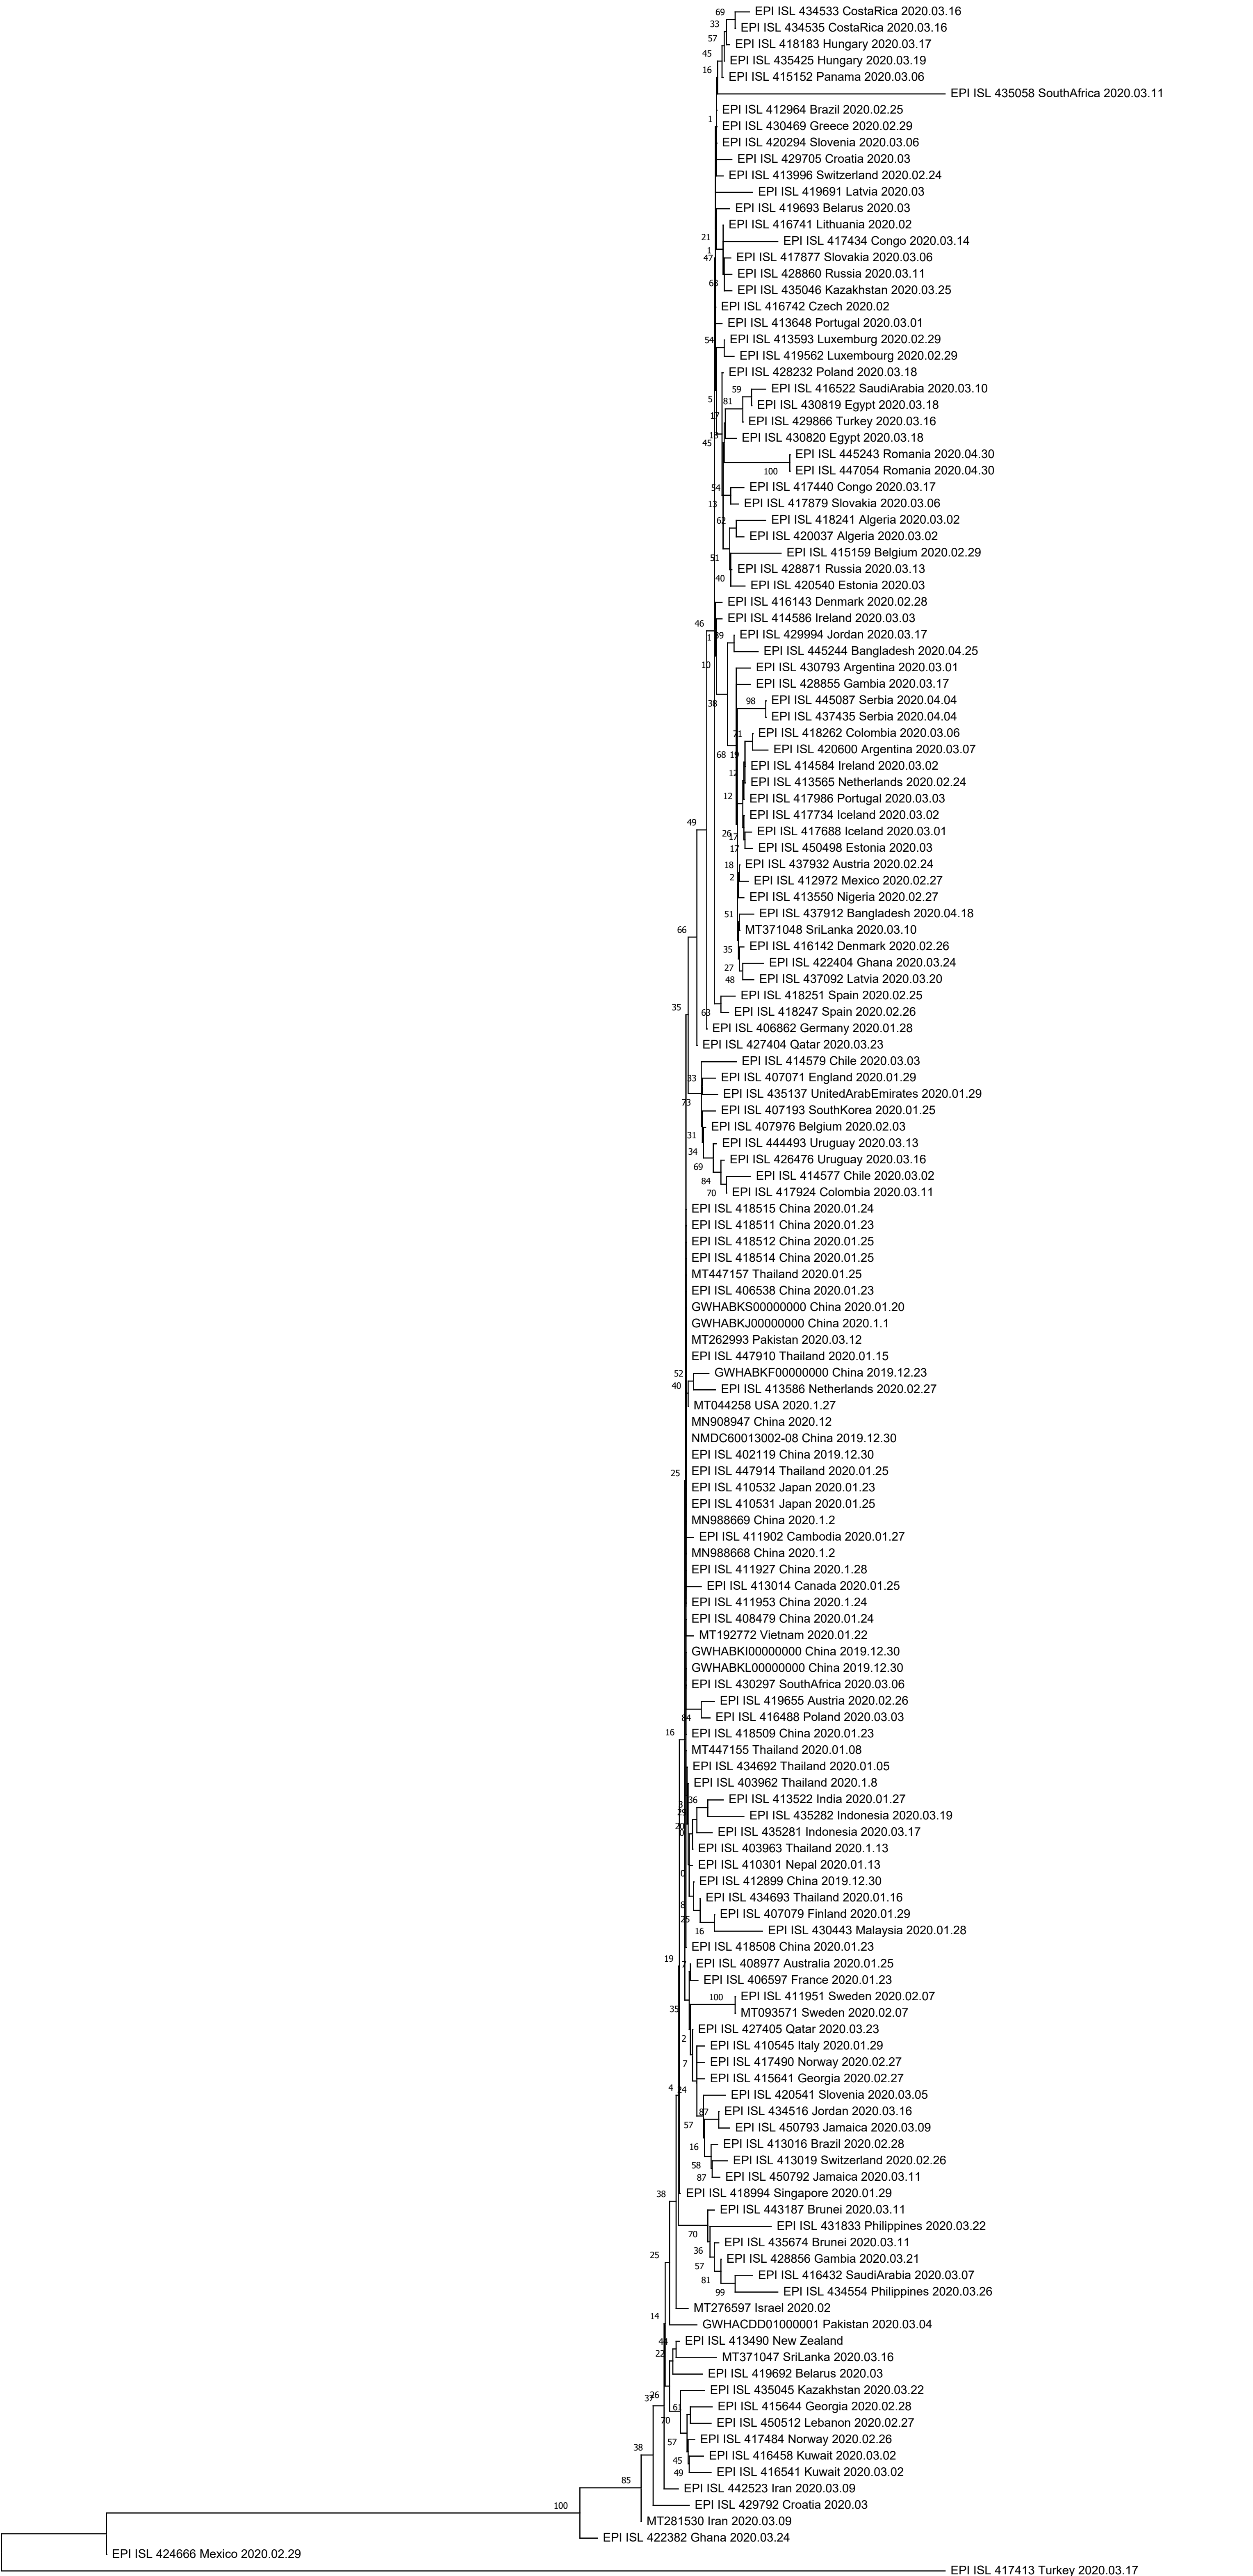 EPI ISL 434533 CostaRica 2020.03.16
EPI ISL 434535 CostaRica 2020.03.16
EPI ISL 418183 Hungary 2020.03.17
EPI ISL 435425 Hungary 2020.03.19
EPI ISL 415152 Panama 2020.03.06
EPI ISL 435058 SouthAfrica 2020.03.11
EPI ISL 412964 Brazil 2020.02.25
EPI ISL 430469 Greece 2020.02.29
EPI ISL 420294 Slovenia 2020.03.06
EPI ISL 429705 Croatia 2020.03
EPI ISL 413996 Switzerland 2020.02.24
EPI ISL 419691 Latvia 2020.03
EPI ISL 419693 Belarus 2020.03
EPI ISL 416741 Lithuania 2020.02
EPI ISL 417434 Congo 2020.03.14
EPI ISL 417877 Slovakia 2020.03.06
EPI ISL 428860 Russia 2020.03.11
EPI ISL 435046 Kazakhstan 2020.03.25
EPI ISL 416742 Czech 2020.02
EPI ISL 413648 Portugal 2020.03.01
EPI ISL 413593 Luxemburg 2020.02.29
EPI ISL 419562 Luxembourg 2020.02.29
EPI ISL 428232 Poland 2020.03.18
EPI ISL 416522 SaudiArabia 2020.03.10
EPI ISL 430819 Egypt 2020.03.18
EPI ISL 429866 Turkey 2020.03.16
EPI ISL 430820 Egypt 2020.03.18
EPI ISL 445243 Romania 2020.04.30
EPI ISL 447054 Romania 2020.04.30
EPI ISL 417440 Congo 2020.03.17
EPI ISL 417879 Slovakia 2020.03.06
EPI ISL 418241 Algeria 2020.03.02
EPI ISL 420037 Algeria 2020.03.02
EPI ISL 415159 Belgium 2020.02.29
EPI ISL 428871 Russia 2020.03.13
EPI ISL 420540 Estonia 2020.03
EPI ISL 416143 Denmark 2020.02.28
EPI ISL 414586 Ireland 2020.03.03
EPI ISL 429994 Jordan 2020.03.17
EPI ISL 445244 Bangladesh 2020.04.25
EPI ISL 430793 Argentina 2020.03.01
EPI ISL 428855 Gambia 2020.03.17
EPI ISL 445087 Serbia 2020.04.04
EPI ISL 437435 Serbia 2020.04.04
EPI ISL 418262 Colombia 2020.03.06
EPI ISL 420600 Argentina 2020.03.07
EPI ISL 414584 Ireland 2020.03.02
EPI ISL 413565 Netherlands 2020.02.24
EPI ISL 417986 Portugal 2020.03.03
EPI ISL 417734 Iceland 2020.03.02
EPI ISL 417688 Iceland 2020.03.01
EPI ISL 450498 Estonia 2020.03
EPI ISL 437932 Austria 2020.02.24
EPI ISL 412972 Mexico 2020.02.27
EPI ISL 413550 Nigeria 2020.02.27
EPI ISL 437912 Bangladesh 2020.04.18
MT371048 SriLanka 2020.03.10
EPI ISL 416142 Denmark 2020.02.26
EPI ISL 422404 Ghana 2020.03.24
EPI ISL 437092 Latvia 2020.03.20
EPI ISL 418251 Spain 2020.02.25
EPI ISL 418247 Spain 2020.02.26
EPI ISL 406862 Germany 2020.01.28
EPI ISL 427404 Qatar 2020.03.23
EPI ISL 414579 Chile 2020.03.03
EPI ISL 407071 England 2020.01.29
EPI ISL 435137 UnitedArabEmirates 2020.01.29
EPI ISL 407193 SouthKorea 2020.01.25
EPI ISL 407976 Belgium 2020.02.03
EPI ISL 444493 Uruguay 2020.03.13
EPI ISL 426476 Uruguay 2020.03.16
EPI ISL 414577 Chile 2020.03.02
EPI ISL 417924 Colombia 2020.03.11
EPI ISL 418515 China 2020.01.24
EPI ISL 418511 China 2020.01.23
EPI ISL 418512 China 2020.01.25
EPI ISL 418514 China 2020.01.25
MT447157 Thailand 2020.01.25
EPI ISL 406538 China 2020.01.23
GWHABKS00000000 China 2020.01.20
GWHABKJ00000000 China 2020.1.1
MT262993 Pakistan 2020.03.12
EPI ISL 447910 Thailand 2020.01.15
GWHABKF00000000 China 2019.12.23
EPI ISL 413586 Netherlands 2020.02.27
MT044258 USA 2020.1.27
MN908947 China 2020.12
NMDC60013002-08 China 2019.12.30
EPI ISL 402119 China 2019.12.30
EPI ISL 447914 Thailand 2020.01.25
EPI ISL 410532 Japan 2020.01.23
EPI ISL 410531 Japan 2020.01.25
MN988669 China 2020.1.2
EPI ISL 411902 Cambodia 2020.01.27
MN988668 China 2020.1.2
EPI ISL 411927 China 2020.1.28
EPI ISL 413014 Canada 2020.01.25
EPI ISL 411953 China 2020.1.24
EPI ISL 408479 China 2020.01.24
MT192772 Vietnam 2020.01.22
GWHABKI00000000 China 2019.12.30
GWHABKL00000000 China 2019.12.30
EPI ISL 430297 SouthAfrica 2020.03.06
EPI ISL 419655 Austria 2020.02.26
EPI ISL 416488 Poland 2020.03.03
EPI ISL 418509 China 2020.01.23
MT447155 Thailand 2020.01.08
EPI ISL 434692 Thailand 2020.01.05
EPI ISL 403962 Thailand 2020.1.8
EPI ISL 413522 India 2020.01.27
EPI ISL 435282 Indonesia 2020.03.19
EPI ISL 435281 Indonesia 2020.03.17
EPI ISL 403963 Thailand 2020.1.13
EPI ISL 410301 Nepal 2020.01.13
EPI ISL 412899 China 2019.12.30
EPI ISL 434693 Thailand 2020.01.16
EPI ISL 407079 Finland 2020.01.29
EPI ISL 430443 Malaysia 2020.01.28
EPI ISL 418508 China 2020.01.23
EPI ISL 408977 Australia 2020.01.25
EPI ISL 406597 France 2020.01.23
EPI ISL 411951 Sweden 2020.02.07
MT093571 Sweden 2020.02.07
EPI ISL 427405 Qatar 2020.03.23
EPI ISL 410545 Italy 2020.01.29
EPI ISL 417490 Norway 2020.02.27
EPI ISL 415641 Georgia 2020.02.27
EPI ISL 420541 Slovenia 2020.03.05
EPI ISL 434516 Jordan 2020.03.16
EPI ISL 450793 Jamaica 2020.03.09
EPI ISL 413016 Brazil 2020.02.28
EPI ISL 413019 Switzerland 2020.02.26
EPI ISL 450792 Jamaica 2020.03.11
EPI ISL 418994 Singapore 2020.01.29
EPI ISL 443187 Brunei 2020.03.11
EPI ISL 431833 Philippines 2020.03.22
EPI ISL 435674 Brunei 2020.03.11
EPI ISL 428856 Gambia 2020.03.21
EPI ISL 416432 SaudiArabia 2020.03.07
EPI ISL 434554 Philippines 2020.03.26
MT276597 Israel 2020.02
GWHACDD01000001 Pakistan 2020.03.04
EPI ISL 413490 New Zealand
MT371047 SriLanka 2020.03.16
EPI ISL 419692 Belarus 2020.03
EPI ISL 435045 Kazakhstan 2020.03.22
EPI ISL 415644 Georgia 2020.02.28
EPI ISL 450512 Lebanon 2020.02.27
EPI ISL 417484 Norway 2020.02.26
EPI ISL 416458 Kuwait 2020.03.02
EPI ISL 416541 Kuwait 2020.03.02
EPI ISL 442523 Iran 2020.03.09
EPI ISL 429792 Croatia 2020.03
MT281530 Iran 2020.03.09
EPI ISL 422382 Ghana 2020.03.24
EPI ISL 424666 Mexico 2020.02.29
EPI ISL 417413 Turkey 2020.03.17